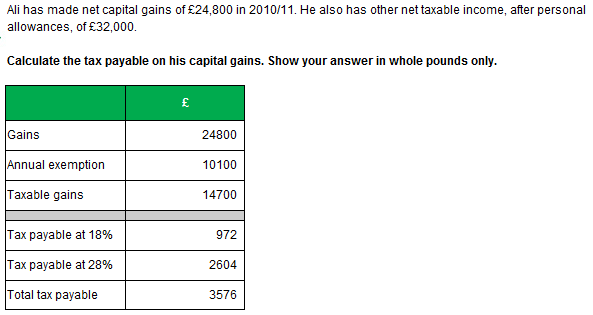 Ali has made net capital gains of £24,800 in 2010/11. He also has other net taxable income, after personal
allowances, of £32,000.
Calculate the tax payable on his capital gains. Show your answer in whole pounds only.
£
Gains 24800
Annual exemption 10100
Taxable gains 14700
Tax payable at 18% 972
Tax payable at 28% 2604
Total tax payable 3576